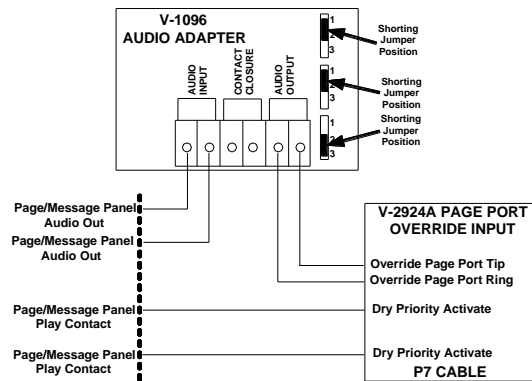 V-1096
AUDIO ADAPTER
AUDIO
INPUT
CONTACT
CLOSURE
AUDIO
OUTPUT
1
2
3
Shorting
Jumper
Position
1
2
3
Shorting
Jumper
Position
1
2
3
Shorting
Jumper
Position
Page/Message Panel
Audio Out
Page/Message Panel
Audio Out
Page/Message Panel
Play Contact
Page/Message Panel
Play Contact
V-2924A PAGE PORT
OVERRIDE INPUT
Override Page Port Tip
Override Page Port Ring
Dry Priority Activate
Dry Priority Activate
P7 CABLE